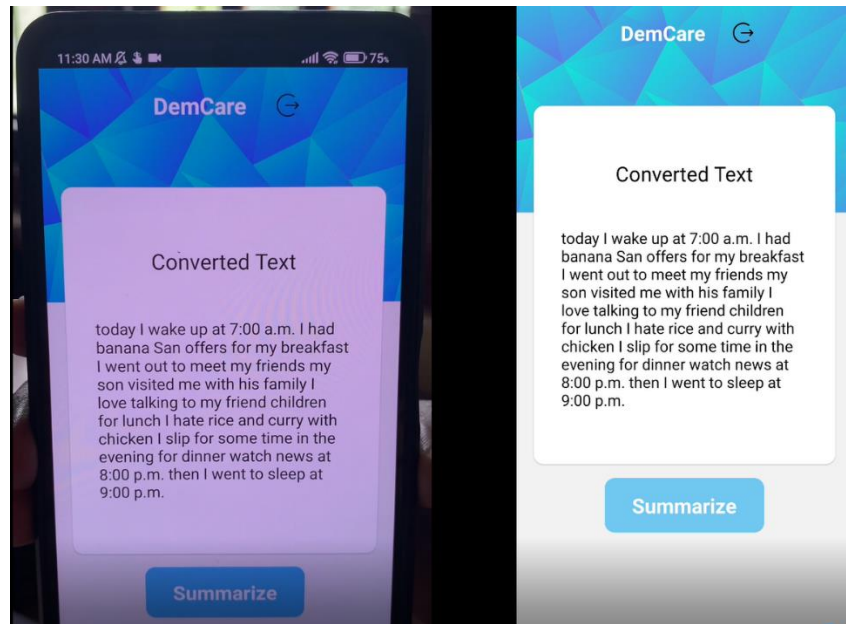 11:30 AM 75%
DemCare
Converted Text
today I wake up at 7:00 a.m. I had
banana San offers for my breakfast
I went out to meet my friends my
son visited me with his family I
love talking to my friend children
for lunch I hate rice and curry with
chicken I slip for some time in the
evening for dinner watch news at
8:00 p.m. then I went to sleep at
9:00 p.m.
Summarize
DemCare
Converted Text
today I wake up at 7:00 a.m. I had
banana San offers for my breakfast
I went out to meet my friends my
son visited me with his family I
love talking to my friend children
for lunch I hate rice and curry with
chicken I slip for some time in the
evening for dinner watch news at
8:00 p.m. then I went to sleep at
9:00 p.m.
Summarize